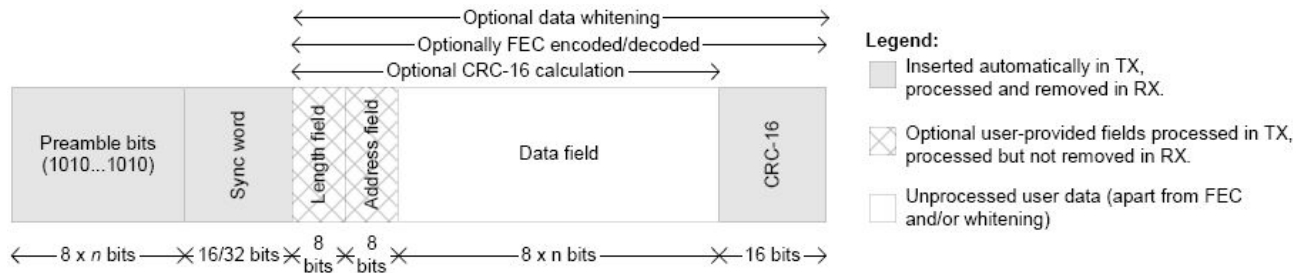 Optional data whitening
Optionally FEC encoded/decoded
Optional CRC-16 calculation
Legend:
Inserted automatically in TX,
processed and removed in RX.
Optional user-provided fields processed in TX,
processed but not removed in RX.
Unprocessed user data (apart from FEC
and/or whitening)
Preamble bits
(1010...1010)
Sync word
Length field
Address field
Data field
CRC-16
8 x n bits
16/32 bits
8
bits
8
bits
8 x n bits
16 bits